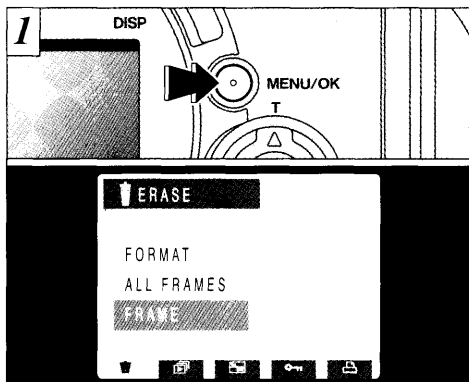 1
DISP
MENU/OK
T
ERASE
FORMAT
ALL FRAMES
FRAME